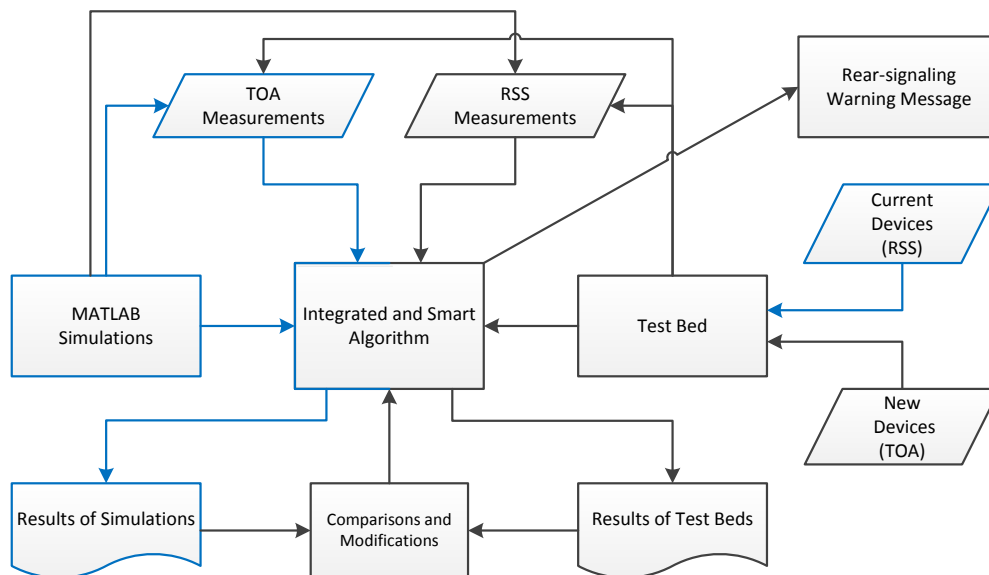 TOA
Measurements
RSS
Measurements
Rear-signaling
Warning Message
Current
Devices
(RSS)
MATLAB
Simulations
Integrated and Smart
Algorithm
Test Bed
New
Devices
(TOA)
Results of Simulations
Comparisons and
Modifications
Results of Test Beds